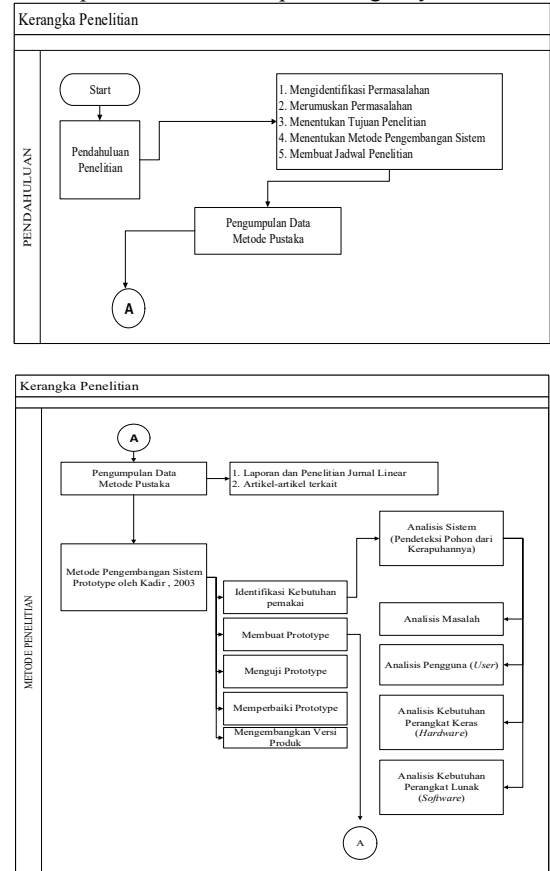 Kerangka Penelitian
PENDAHULUAN
Start
Pendahuluan
Penelitian
1. Mengidentifikasi Permasalahan
2. Merumuskan Permasalahan
3. Menentukan Tujuan Penelitian
4. Menentukan Metode Pengembangan Sistem
5. Membuat Jadwal Penelitian
Pengumpulan Data
Metode Pustaka
A
Kerangka Penelitian
METODE PENELITIAN
A
Pengumpulan Data
Metode Pustaka
1. Laporan dan Penelitian Jurnal Linear
2. Artikel-artikel terkait
Metode Pengembangan Sistem
Prototype oleh Kadir , 2003
Identifikasi Kebutuhan
pemakai
Membuat Prototype
Menguji Prototype
Memperbaiki Prototype
Mengembangkan Versi
Produk
Analisis Sistem
(Pendeteksi Pohon dari
Kerapuhannya)
Analisis Masalah
Analisis Pengguna (User)
Analisis Kebutuhan
Perangkat Keras
(Hardware)
Analisis Kebutuhan
Perangkat Lunak
(Software)
A